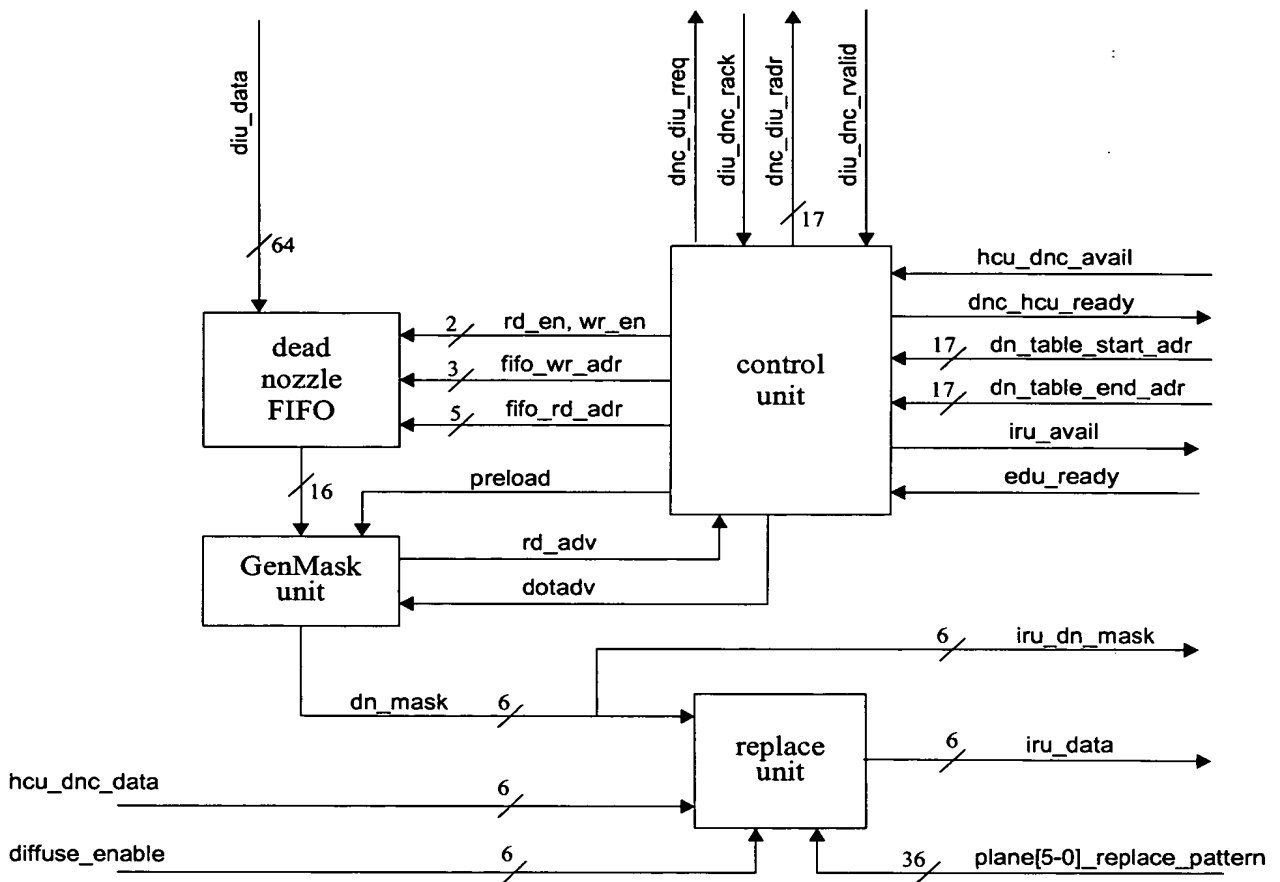 diu_data
64
dnc_diu_rreq
diu_dnc_rack
dnc_diu_radr
17
diu_dnc_rvalid
dead
nozzle
FIFO
2 rd_en, wr_en
3 fifo_wr_adr
5 fifo_rd_adr
control
unit
hcu_dnc_avail
dnc_hcu_ready
17 dn_table_start_adr
17 dn_table_end_adr
iru_avail
edu_ready
16
preload
GenMask
unit
rd_adv
dotadv
6 iru_dn_mask
dn_mask 6
replace
unit
6 iru_data
hcu_dnc_data 6
diffuse_enable 6
36 plane[5-0]_replace_pattern